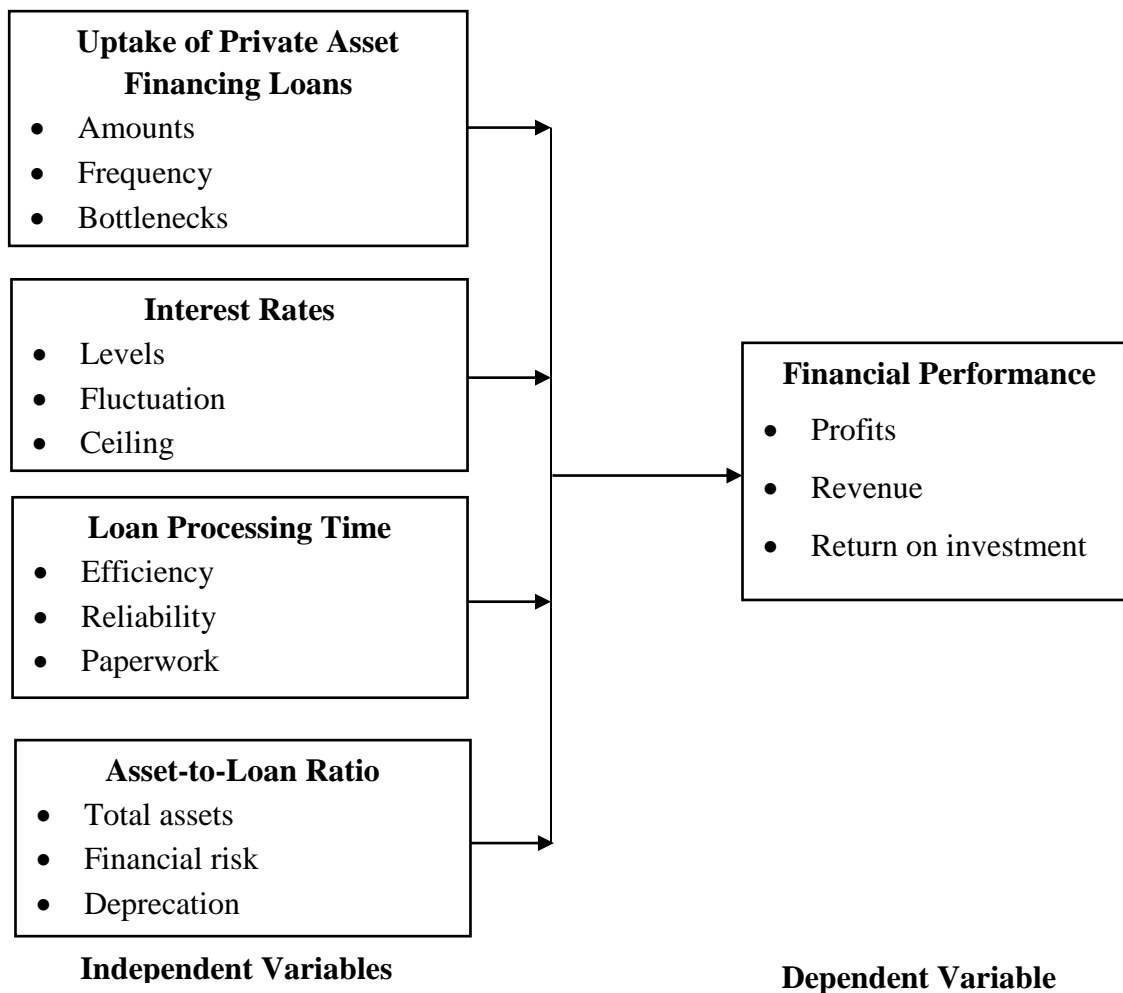 Uptake of Private Asset
Financing Loans
• Amounts
• Frequency
• Bottlenecks
Interest Rates
• Levels
• Fluctuation
• Ceiling
Loan Processing Time
• Efficiency
• Reliability
• Paperwork
Asset-to-Loan Ratio
• Total assets
• Financial risk
• Deprecation
Independent Variables
Financial Performance
• Profits
• Revenue
• Return on investment
Dependent Variable